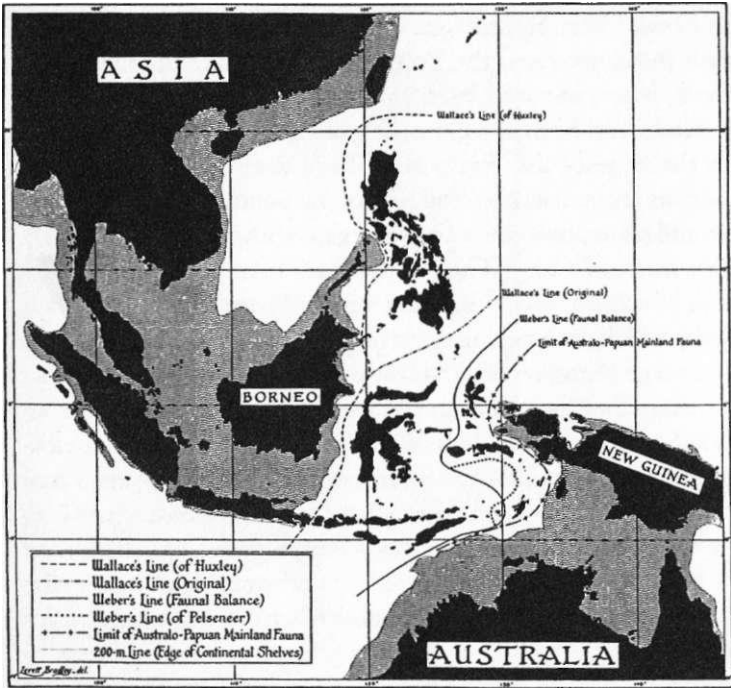 ASIA
Wallace's Line (of Huxley)
Wallace's Line (Original)
Weber's Line (Faunal Balance)
Limit of Australo-Papuan Mainland Fauna
BORNEO
NEW GUINEA
Wallace's Line (of Huxley)
Wallace's Line (Original)
Weber's Line (Faunal Balance)
Weber's Line (of Pelseneer)
Limit of Australo-Papuan Mainland Fauna
200-m. Line (Edge of Continental Shelves)
AUSTRALIA